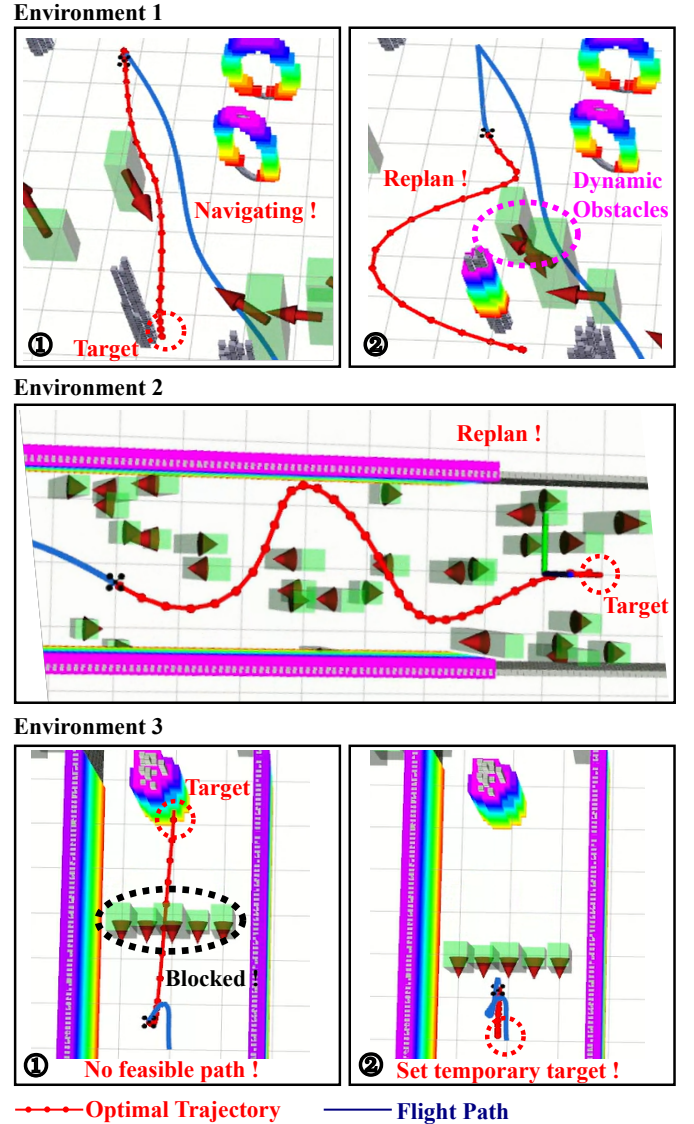 Environment 1
Navigating !
Target
①
Replan !
Dynamic
Obstacles
②
Environment 2
Replan !
Target
Environment 3
Target
Blocked !
①
No feasible path !
②
Set temporary target !
Optimal Trajectory
Flight Path